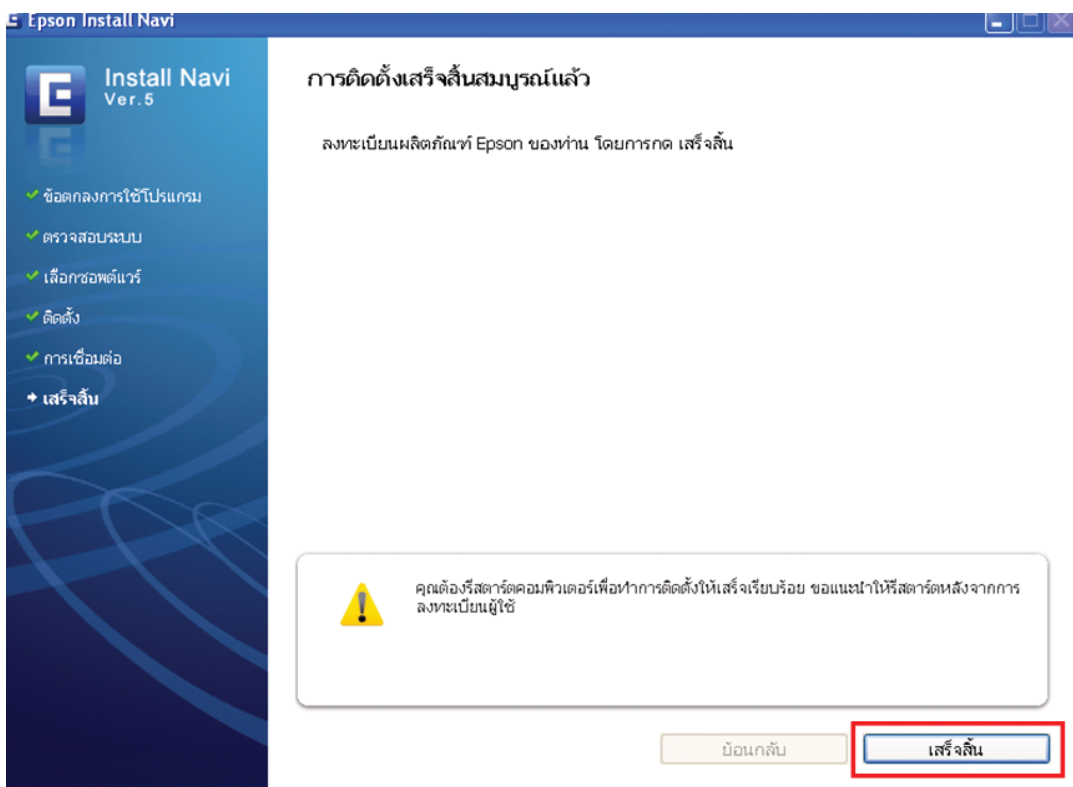 Epson Install Navi
Install Navi
Ver.5
ข้อตกลงการใช้โปรแกรม
ตรวจสอบระบบ
เลือกซอฟต์แวร์
ติดตั้ง
การเชื่อมต่อ
เสร็จสิ้น
การติดตั้งเสร็จสิ้นสมบูรณ์แล้ว
ลงทะเบียนผลิตภัณฑ์ Epson ของท่าน โดยการกด เสร็จสิ้น
คุณต้องรีสตาร์ตคอมพิวเตอร์เพื่อทำการติดตั้งให้เสร็จเรียบร้อย ขอแนะนำให้รีสตาร์ตหลังจากการ
ลงทะเบียนผู้ใช้
ย้อนกลับ
เสร็จสิ้น